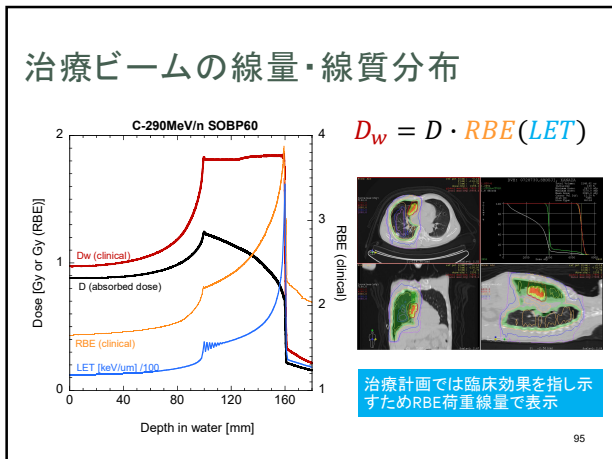 治療ビームの線量・線質分布
C-290MeV/n SOBP60
2
1
0
Dose [Gy or Gy (RBE)]
4
3
2
1
RBE (clinical)
Dw (clinical)
D (absorbed dose)
RBE (clinical)
LET [keV/um] /100
0
40
80
120
160
Depth in water [mm]
D_w = D · RBE(LET)
治療計画では臨床効果を指し示
すためRBE荷重線量で表示
95